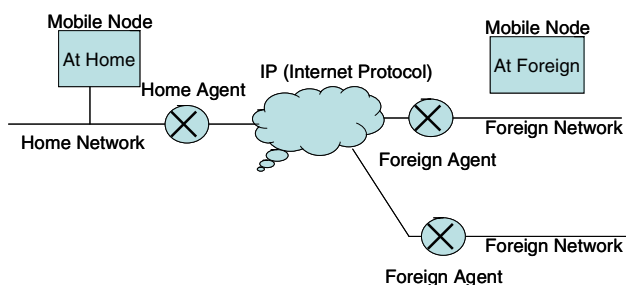 Mobile Node
At Home
Home Agent
Home Network
IP (Internet Protocol)
Mobile Node
At Foreign
Foreign Network
Foreign Agent
Foreign Network
Foreign Agent